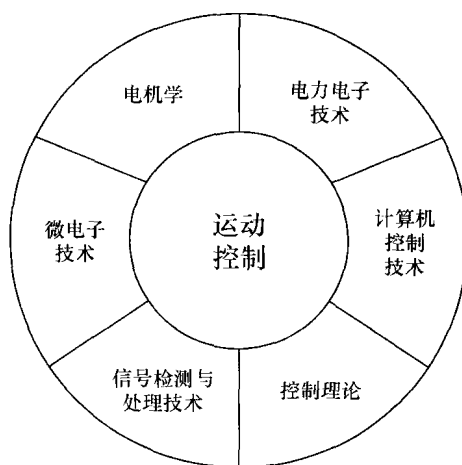 电机学
电力电子
技术
微电子
技术
运动
控制
计算机
控制
技术
信号检测与
处理技术
控制理论